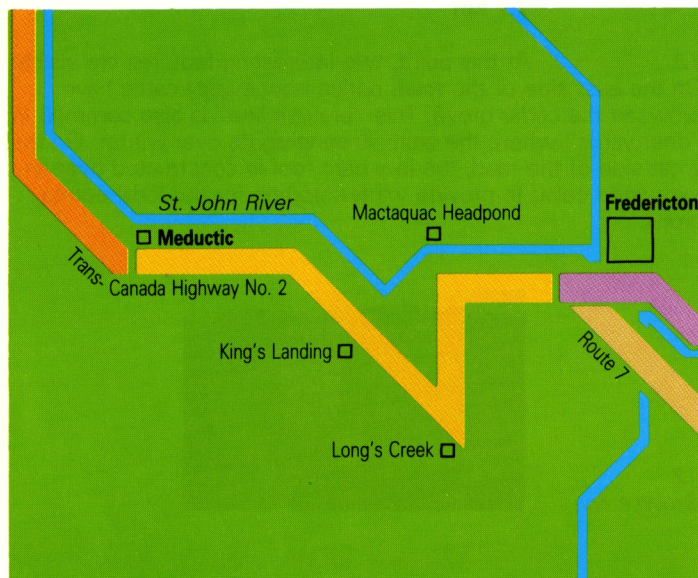 St. John River
Mactaquac Headpond
Fredericton
Meductic
Trans-
Canada Highway No. 2
King's Landing
Route 7
Long's Creek